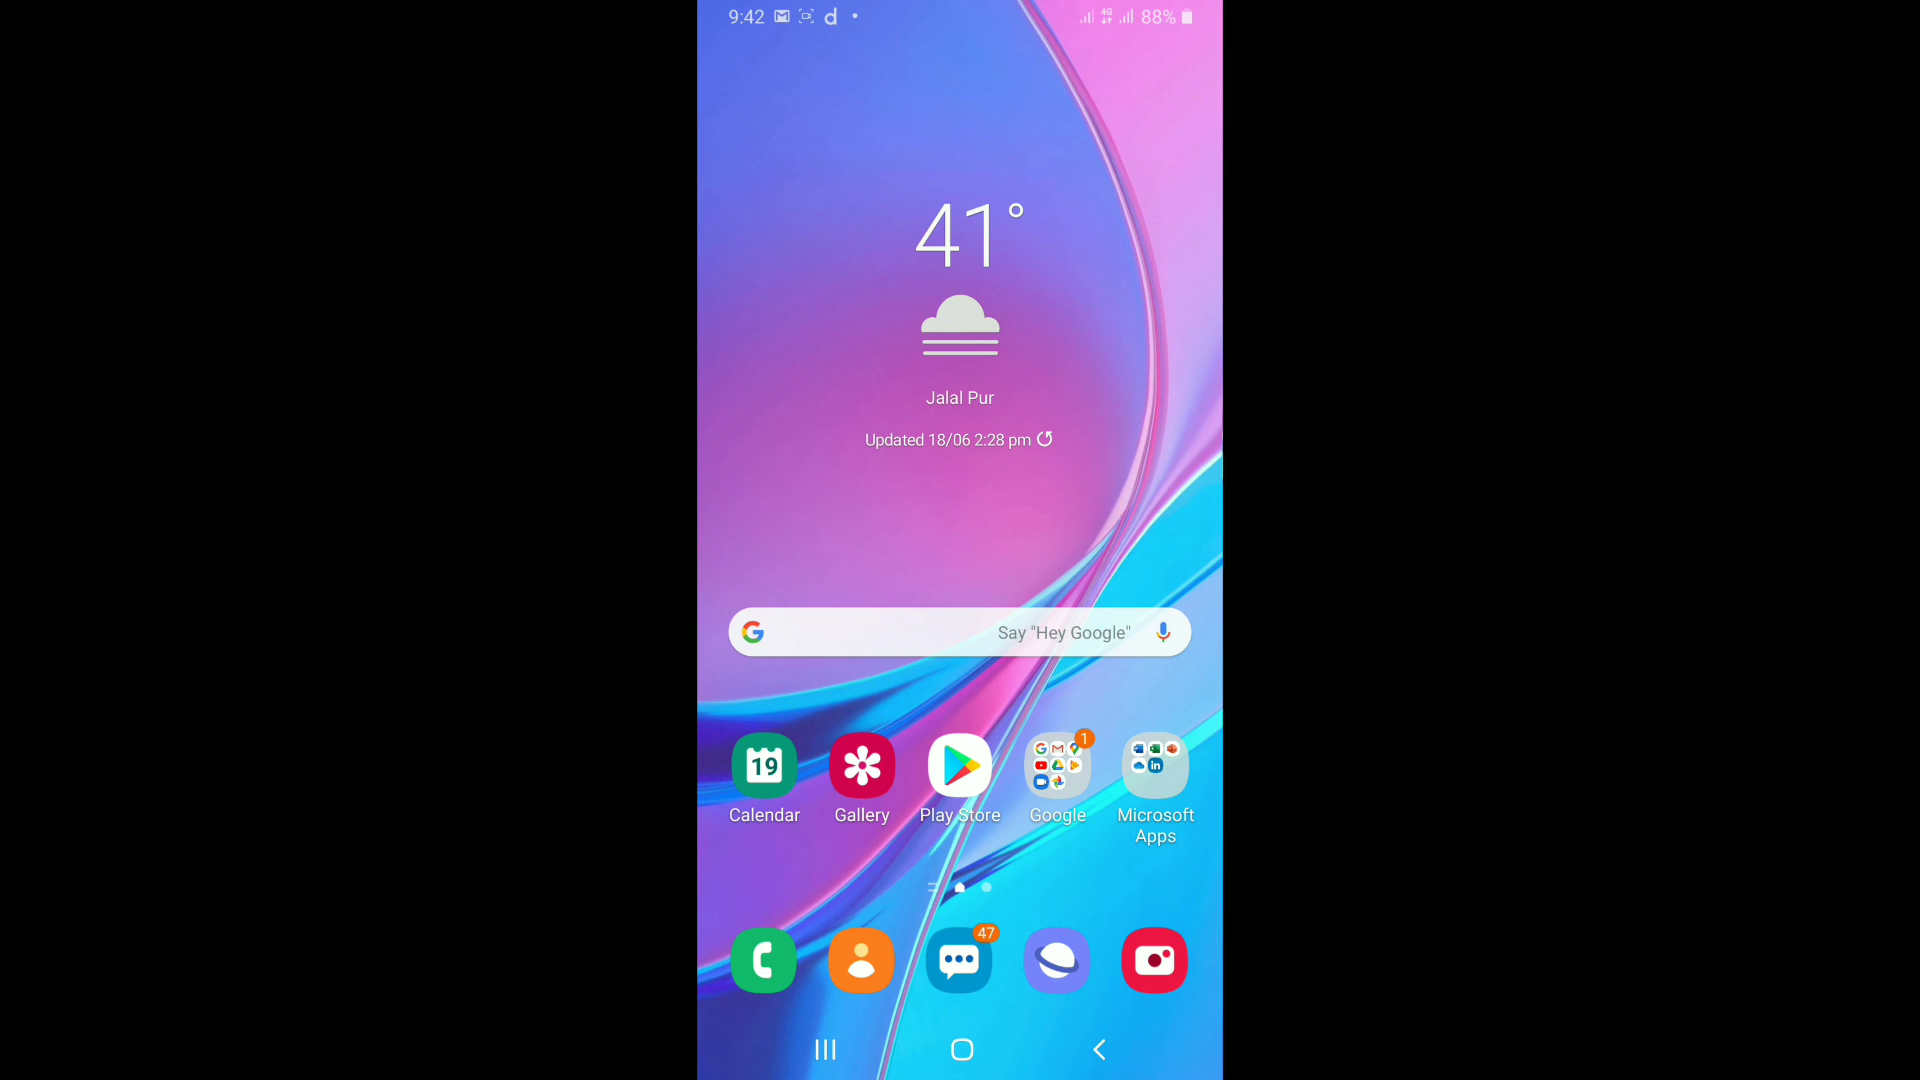 9:42 d 4G 88%
41°
Jalal Pur
Updated 18/06 2:28 pm
Say "Hey Google"
1
19
Calendar Gallery Play Store Google Microsoft Apps
47